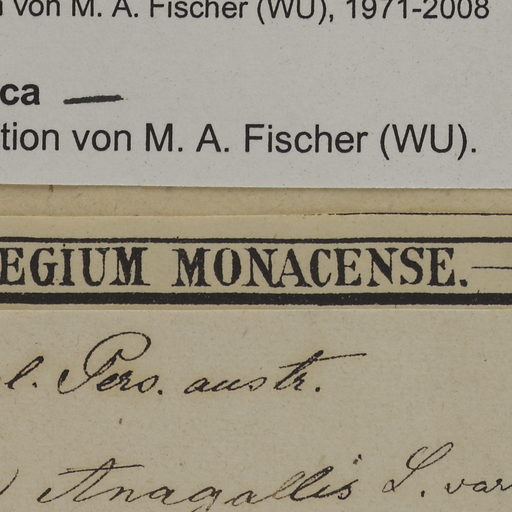 von M. A. Fischer (WU), 1971-2008
ca —
tion von M. A. Fischer (WU).
EGIUM MONACENSE.
l. Pers. austr.
Anagallis L. var